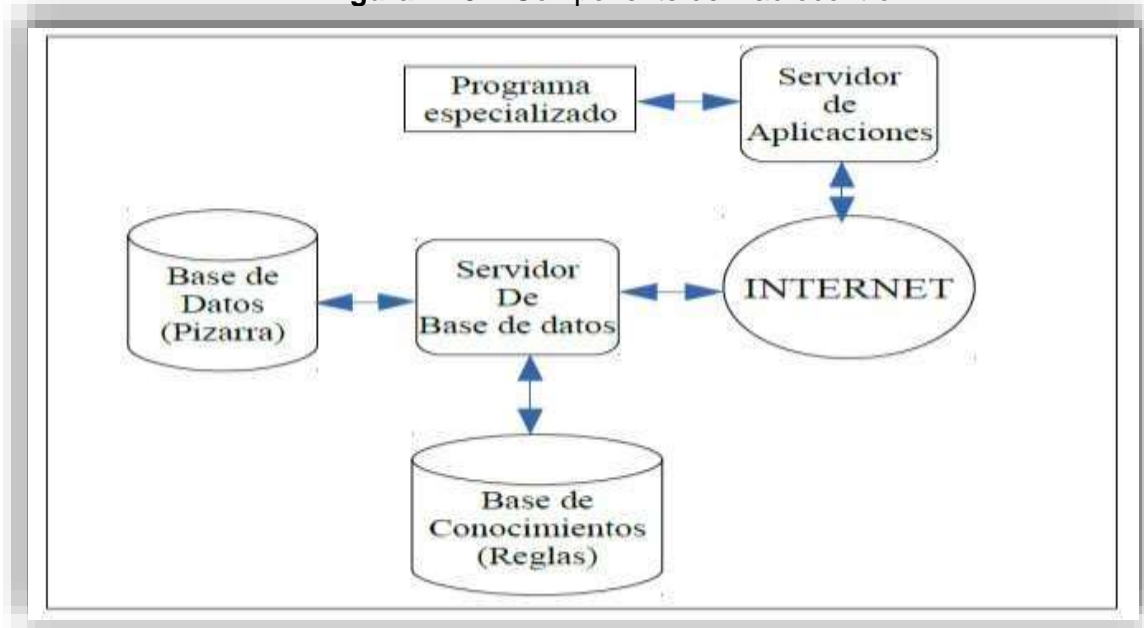 Programa
especializado
Servidor
de
Aplicaciones
Base de
Datos
(Pizarra)
Servidor
De
Base de datos
INTERNET
Base de
Conocimientos
(Reglas)